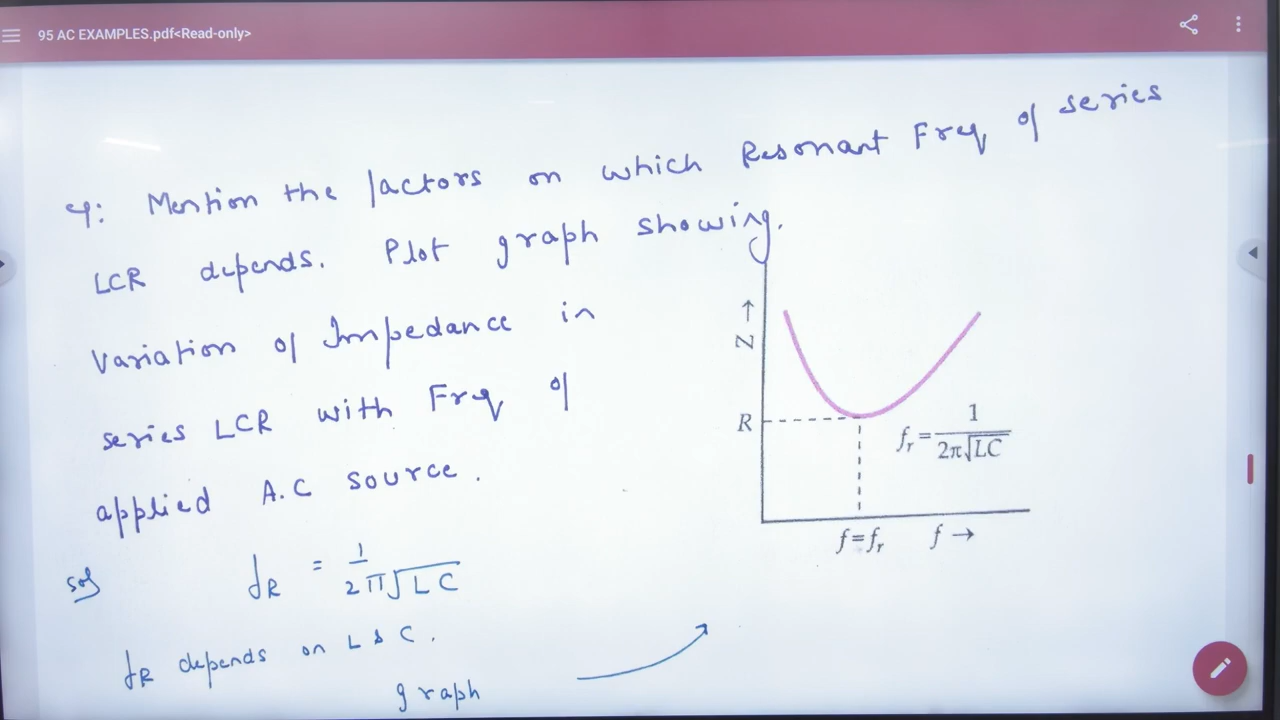 95 AC EXAMPLES.pdf<Read-only>
Q: Mention the factors on which Resonant Freq of series
LCR depends. Plot graph showing.
Variation of Impedance in
series LCR with Freq of
applied A.C source.
Z →
R
fr = 1 / 2π√LC
f=fr f →
Sol
fR = 1 / 2π√LC
fR depends on L & C.
graph